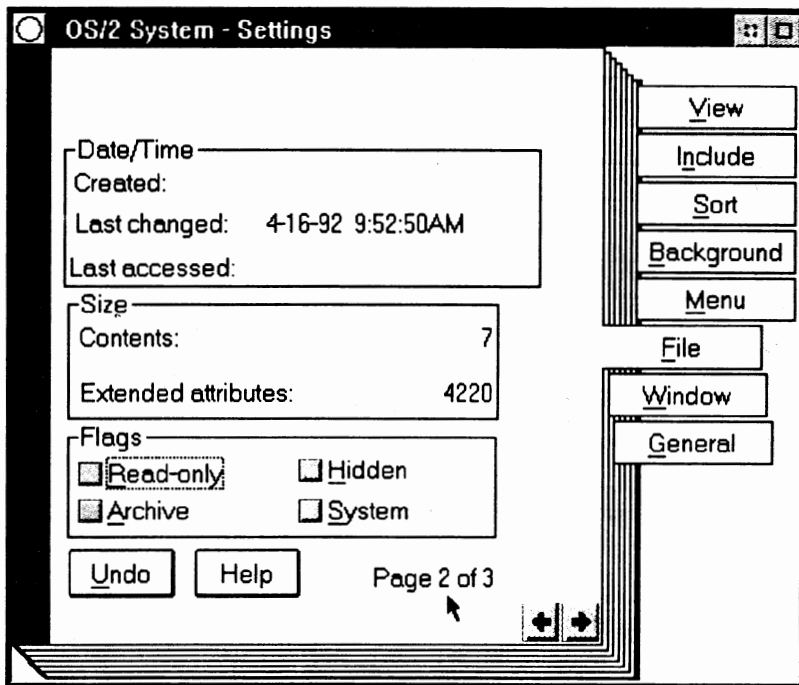 OS/2 System - Settings
Date/Time
Created:
Last changed: 4-16-92 9:52:50AM
Last accessed:
Size
Contents: 7
Extended attributes: 4220
Flags
Read-only Hidden
Archive System
Undo Help Page 2 of 3
View
Include
Sort
Background
Menu
File
Window
General